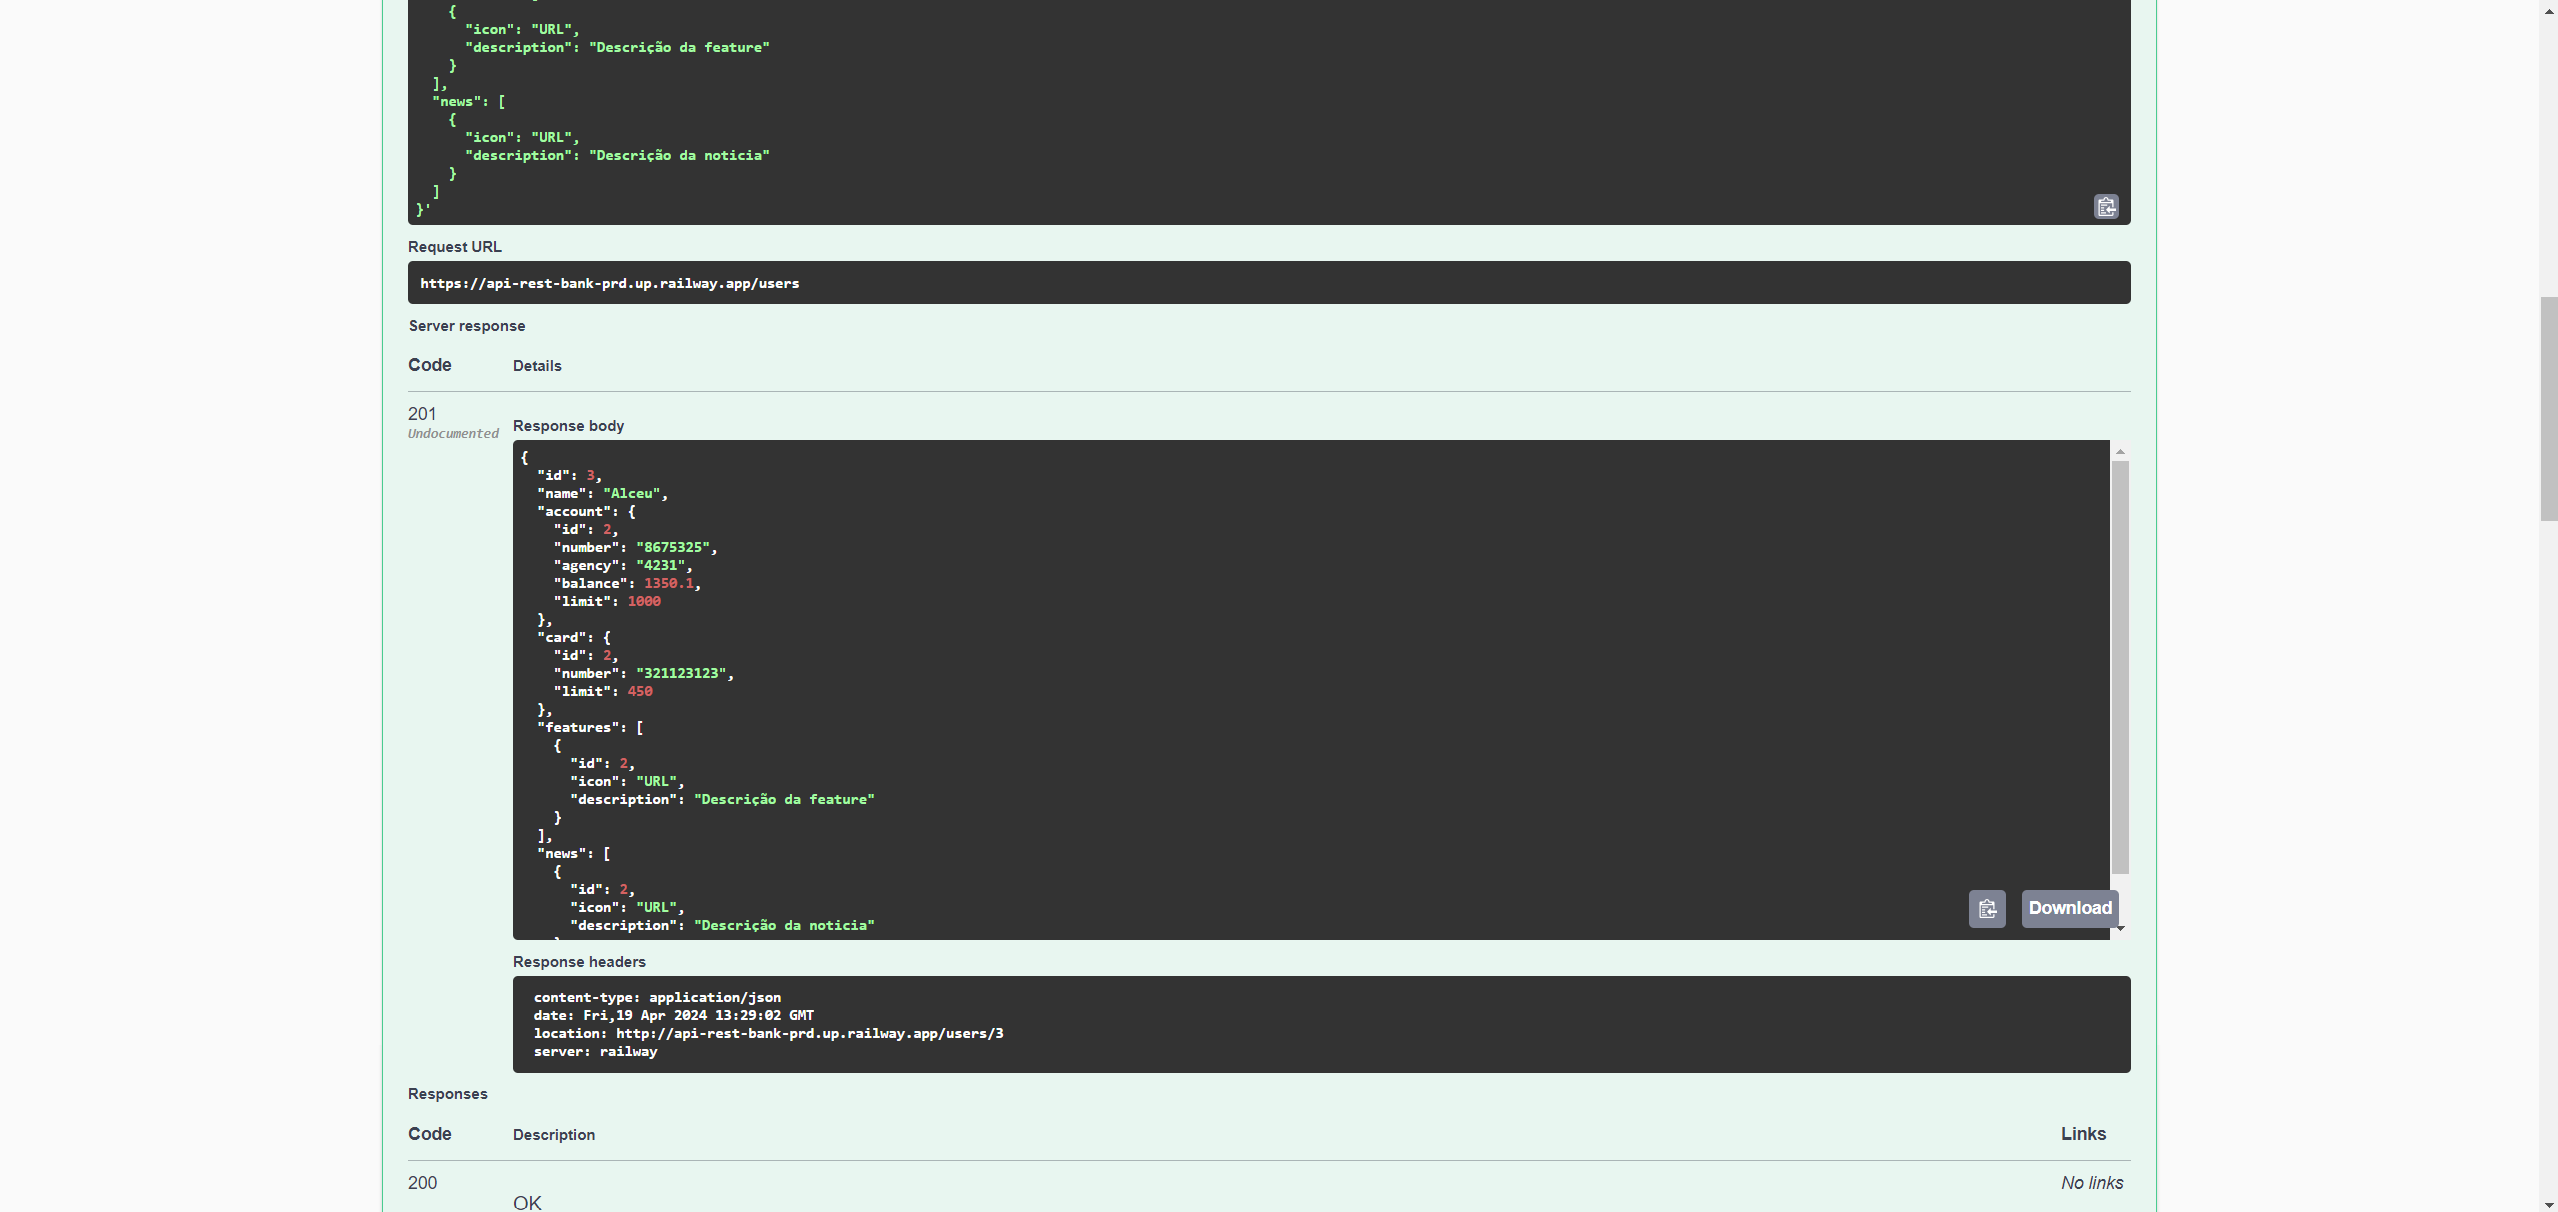 {
"icon": "URL",
"description": "Descrição da feature"
}
],
"news": [
{
"icon": "URL",
"description": "Descrição da noticia"
}
]
}'
Request URL
https://api-rest-bank-prd.up.railway.app/users
Server response
Code Details
201
Undocumented
Response body
{
"id": 3,
"name": "Alceu",
"account": {
"id": 2,
"number": "8675325",
"agency": "4231",
"balance": 1350.1,
"limit": 1000
},
"card": {
"id": 2,
"number": "321123123",
"limit": 450
},
"features": [
{
"id": 2,
"icon": "URL",
"description": "Descrição da feature"
}
],
"news": [
{
"id": 2,
"icon": "URL",
"description": "Descrição da noticia"
Download
Response headers
content-type: application/json
date: Fri,19 Apr 2024 13:29:02 GMT
location: http://api-rest-bank-prd.up.railway.app/users/3
server: railway
Responses
Code Description Links
200 No links
OK